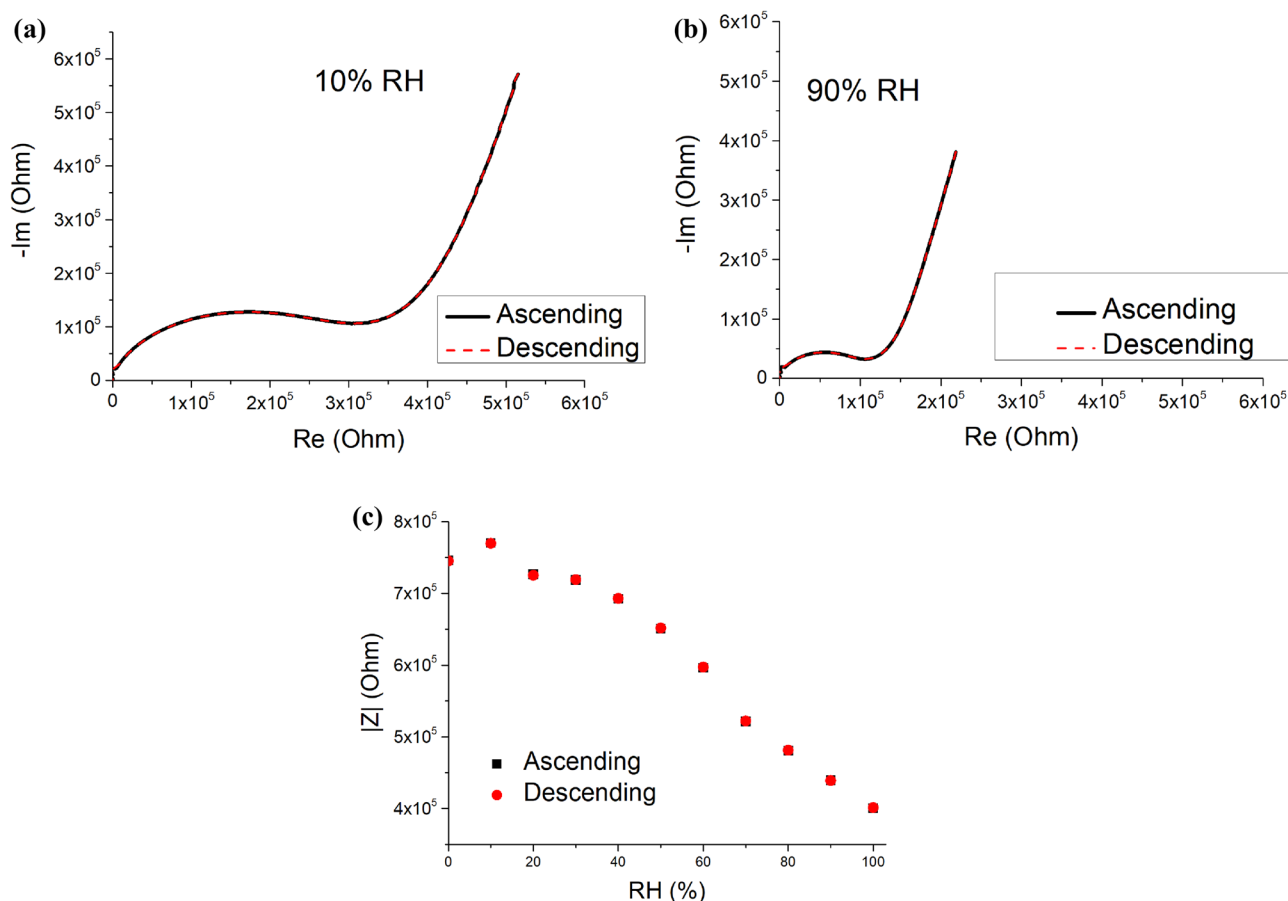 (a)
10% RH
6x10⁵
5x10⁵
4x10⁵
3x10⁵
2x10⁵
1x10⁵
0
-Im (Ohm)
Ascending
Descending
0 1x10⁵ 2x10⁵ 3x10⁵ 4x10⁵ 5x10⁵ 6x10⁵
Re (Ohm)
(b)
90% RH
6x10⁵
5x10⁵
4x10⁵
3x10⁵
2x10⁵
1x10⁵
0
-Im (Ohm)
Ascending
Descending
0 1x10⁵ 2x10⁵ 3x10⁵ 4x10⁵ 5x10⁵ 6x10⁵
Re (Ohm)
(c)
8x10⁵
7x10⁵
6x10⁵
5x10⁵
4x10⁵
|Z| (Ohm)
Ascending
Descending
0 20 40 60 80 100
RH (%)